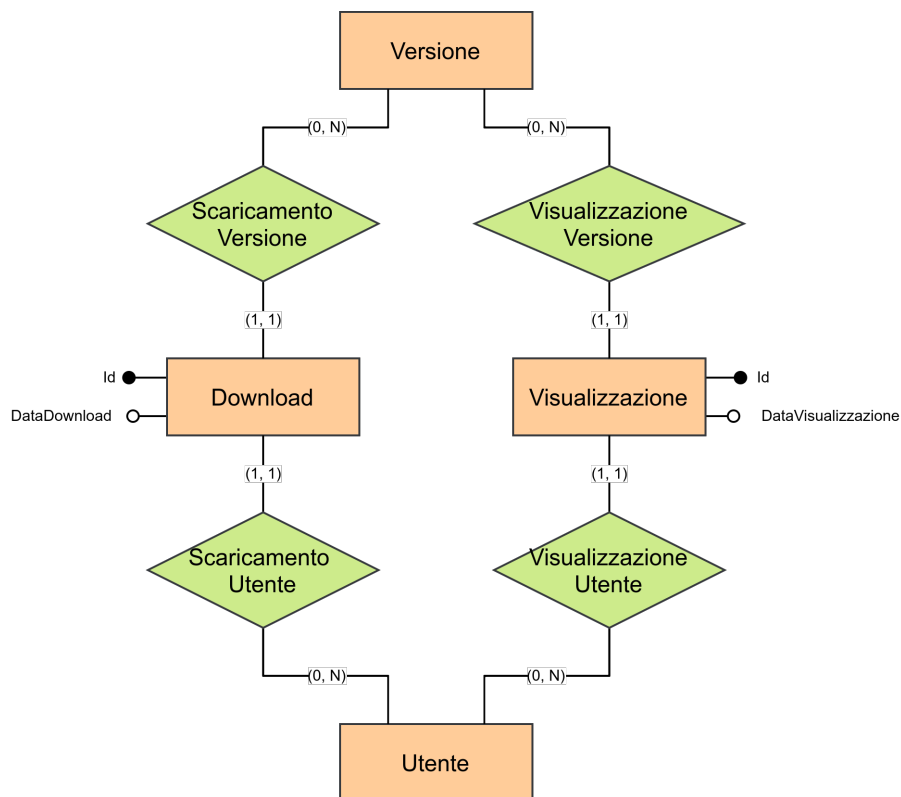 Versione
(0, N)
(0, N)
Scaricamento
Versione
Visualizzazione
Versione
(1, 1)
(1, 1)
Id
DataDownload
Download
Visualizzazione
Id
DataVisualizzazione
(1, 1)
(1, 1)
Scaricamento
Utente
Visualizzazione
Utente
(0, N)
(0, N)
Utente